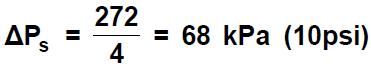 ΔPₛ = 272/4 = 68 kPa (10psi)